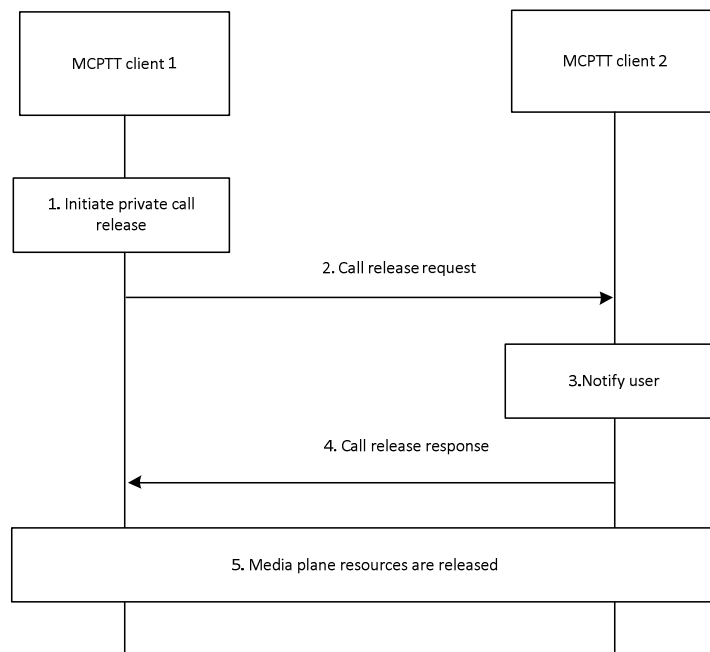 MCPTT client 1
MCPTT client 2
1. Initiate private call
release
2. Call release request
3.Notify user
4. Call release response
5. Media plane resources are released